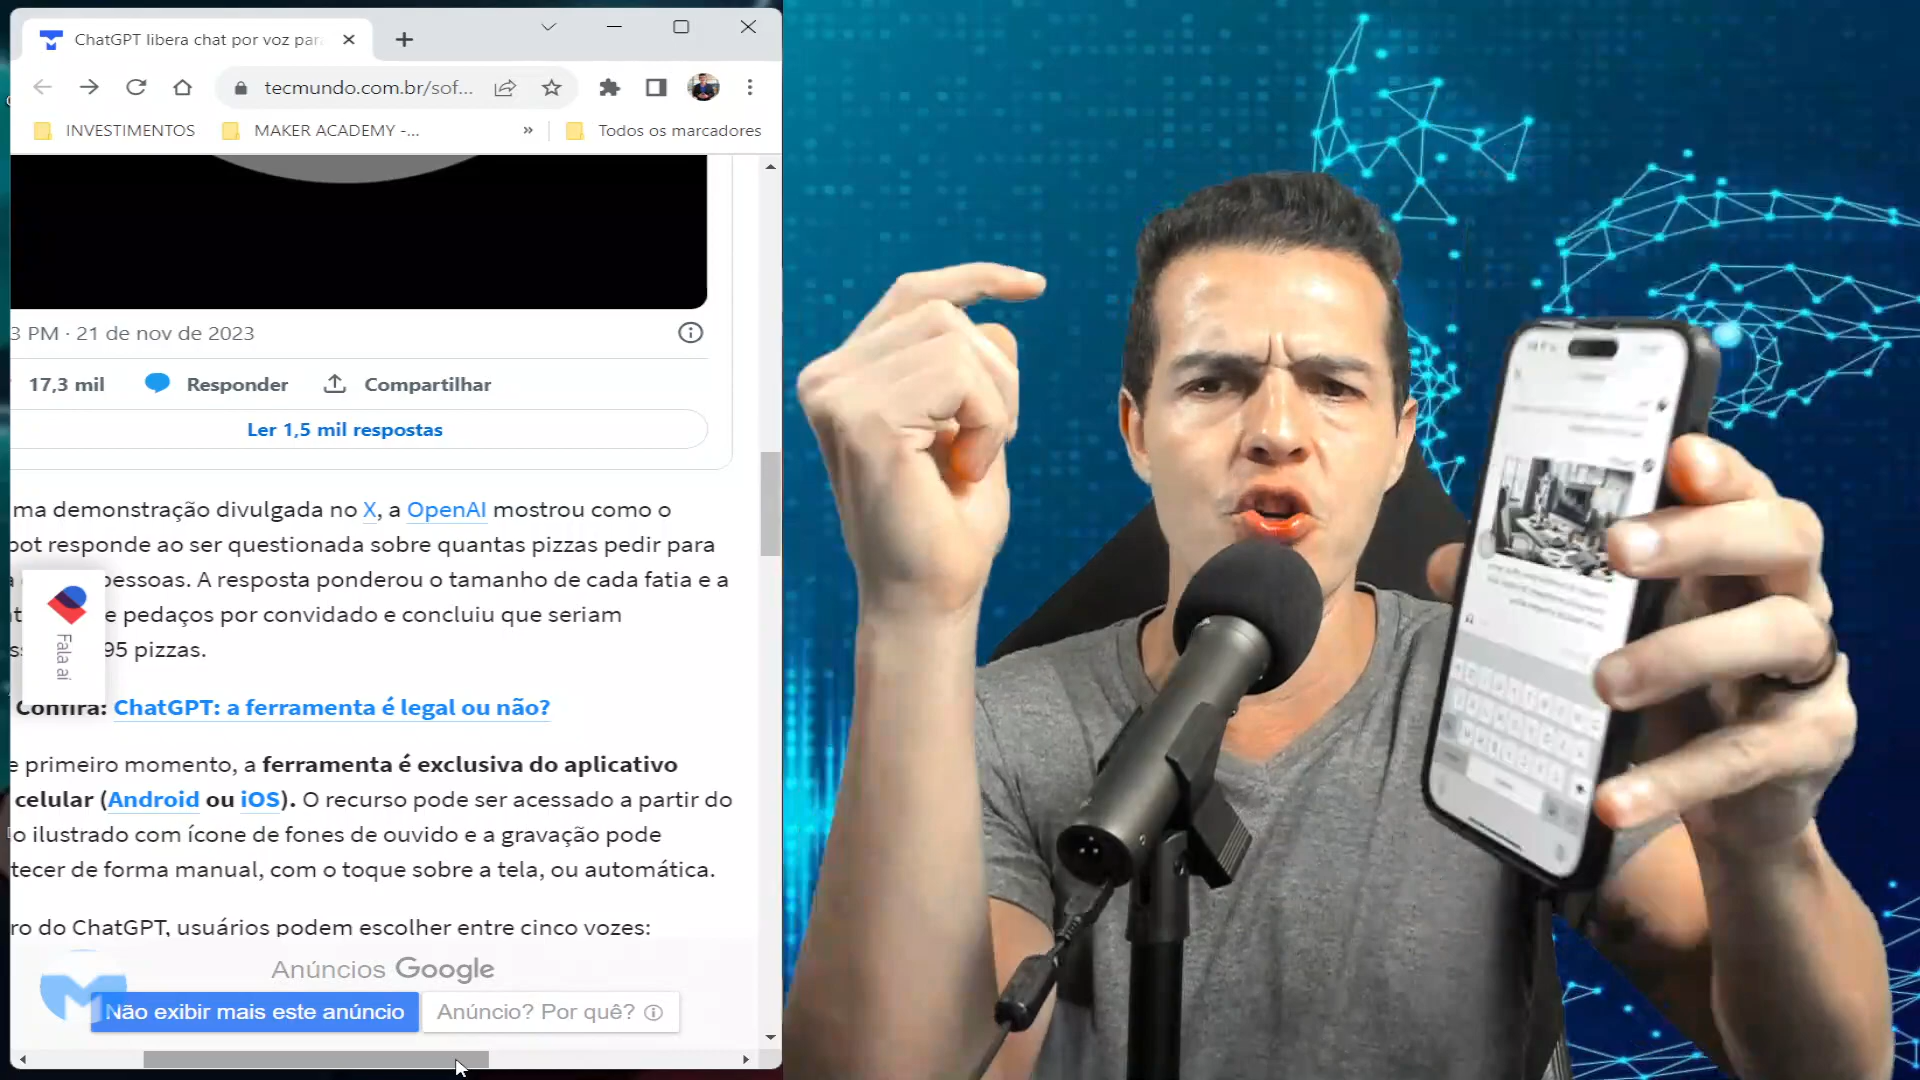 ChatGPT libera chat por voz para
tecmundo.com.br/sof...
INVESTIMENTOS
MAKER ACADEMY -...
»
Todos os marcadores
3 PM · 21 de nov de 2023
17,3 mil
Responder
Compartilhar
Ler 1,5 mil respostas
ma demonstração divulgada no X, a OpenAI mostrou como o
bot responde ao ser questionada sobre quantas pizzas pedir para
pessoas. A resposta ponderou o tamanho de cada fatia e a
e pedaços por convidado e concluiu que seriam
95 pizzas.
Fala aí
Confira: ChatGPT: a ferramenta é legal ou não?
e primeiro momento, a ferramenta é exclusiva do aplicativo
celular (Android ou iOS). O recurso pode ser acessado a partir do
o ilustrado com ícone de fones de ouvido e a gravação pode
tecer de forma manual, com o toque sobre a tela, ou automática.
ro do ChatGPT, usuários podem escolher entre cinco vozes:
Anúncios Google
Não exibir mais este anúncio
Anúncio? Por quê?